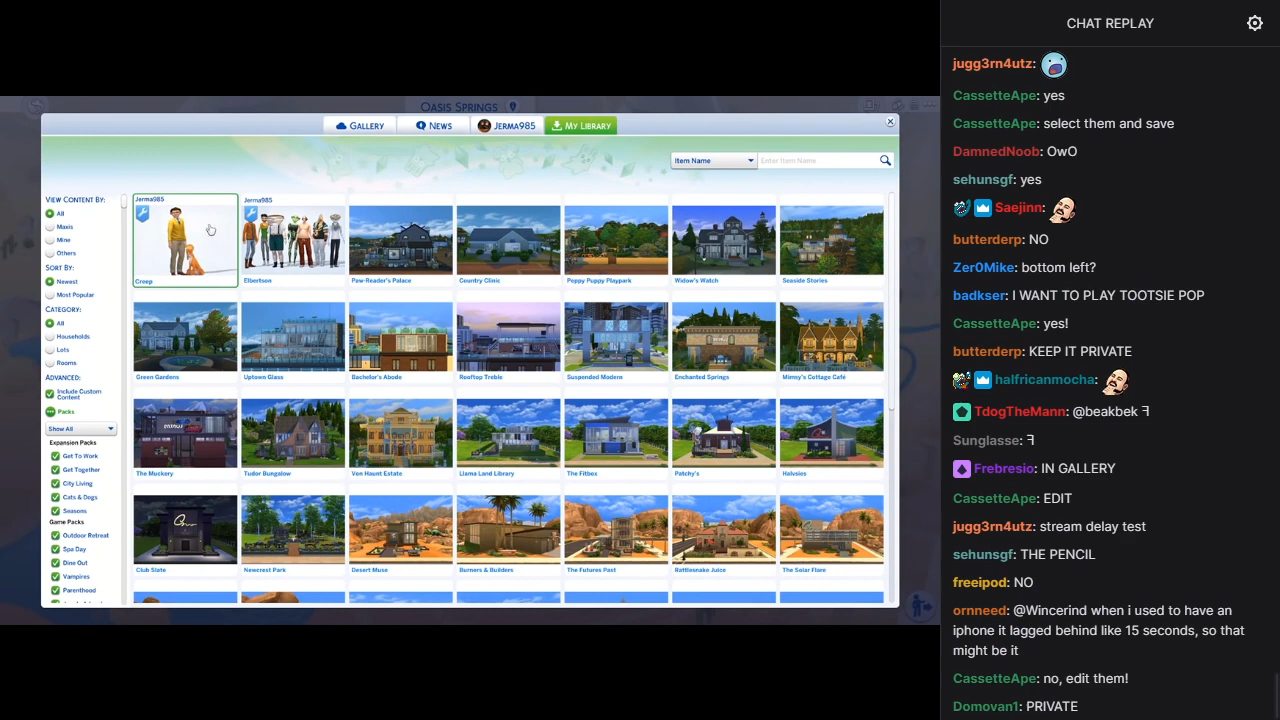 Oasis Springs
Gallery
News
Jerma985
My Library
Item Name
Enter Item Name
View Content By:
All
Maxis
Mine
Others
Sort By:
Newest
Most Popular
Category:
All
Households
Lots
Rooms
Advanced:
Include Custom
Content
Packs
Show All
Expansion Packs
Get To Work
Get Together
City Living
Cats & Dogs
Seasons
Game Packs
Outdoor Retreat
Spa Day
Dine Out
Vampires
Parenthood
Jerma985
Jerma985
Creep
Elbertson
Paw-Reader's Palace
Country Clinic
Peppy Puppy Playpark
Widow's Watch
Seaside Stories
Green Gardens
Uptown Glass
Bachelor's Abode
Rooftop Treble
Suspended Modern
Enchanted Springs
Mimsy's Cottage Café
The Muckery
Tudor Bungalow
Von Haunt Estate
Llama Land Library
The Fitbox
Patchy's
Haivsies
Club Slate
Newcrest Park
Desert Muse
Burners & Builders
The Futures Past
Rattlesnake Juice
The Solar Flare
CHAT REPLAY
jugg3rn4utz:
CassetteApe: yes
CassetteApe: select them and save
DamnedNoob: OwO
sehunsgf: yes
Saejinn:
butterderp: NO
Zer0Mike: bottom left?
badkser: I WANT TO PLAY TOOTSIE POP
CassetteApe: yes!
butterderp: KEEP IT PRIVATE
halfricanmocha:
TdogTheMann: @beakbek ꟻ
Sunglasse: ꟻ
Frebresio: IN GALLERY
CassetteApe: EDIT
jugg3rn4utz: stream delay test
sehunsgf: THE PENCIL
freeipod: NO
ornneed: @Wincerind when i used to have an
iphone it lagged behind like 15 seconds, so that
might be it
CassetteApe: no, edit them!
Domovan1: PRIVATE